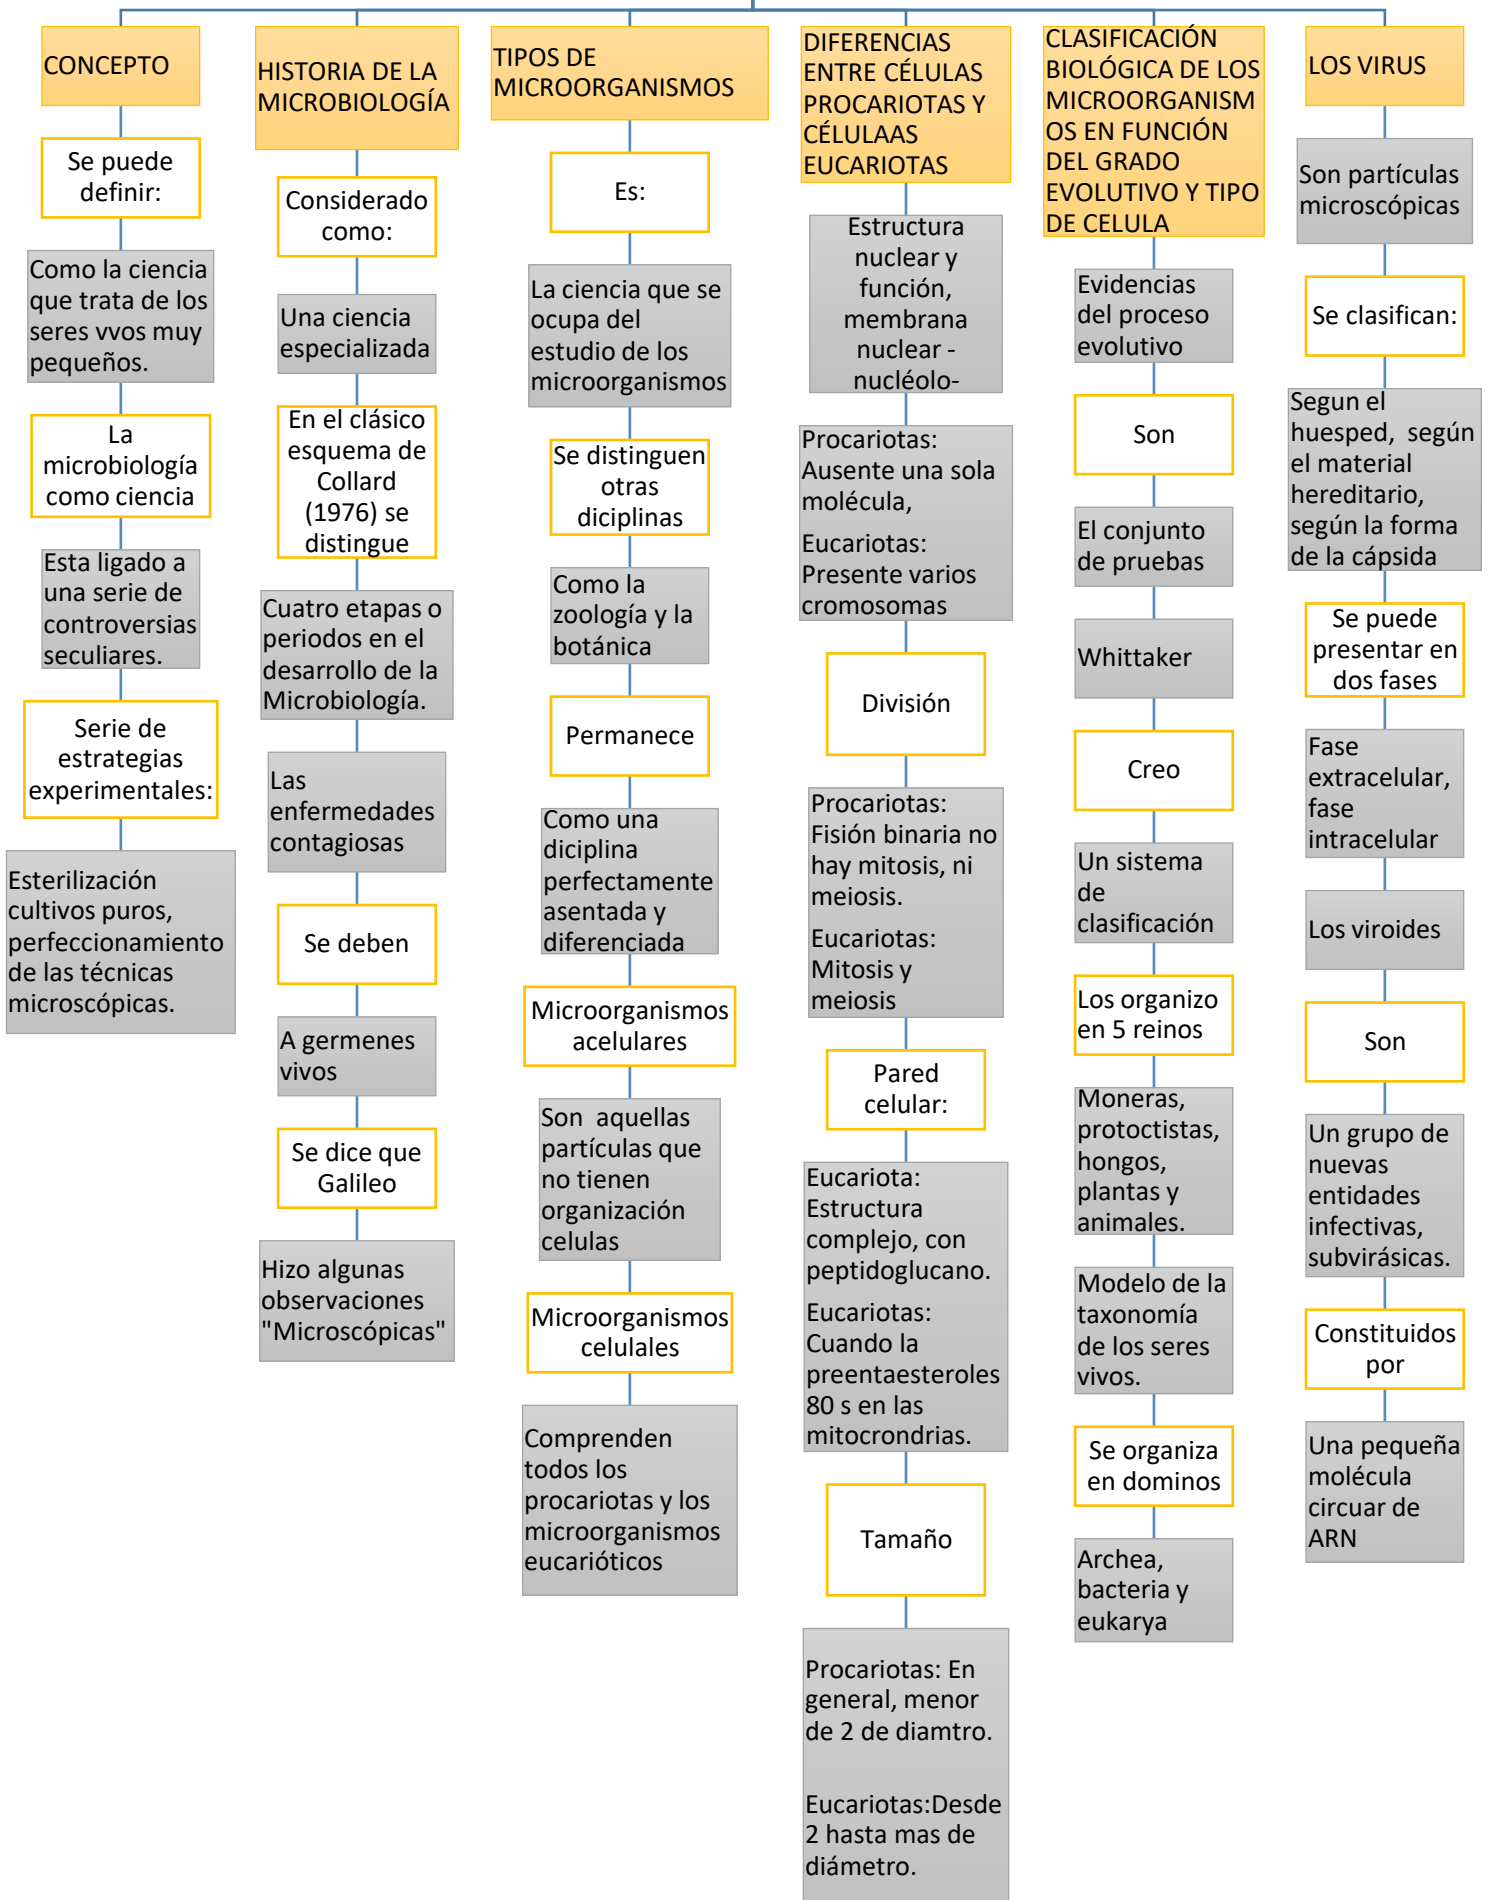 CONCEPTO
Se puede
definir:
Como la ciencia
que trata de los
seres vvos muy
pequeños.
La
microbiología
como ciencia
Esta ligado a
una serie de
controversias
seculiares.
Serie de
estrategias
experimentales:
Esterilización
cultivos puros,
perfeccionamiento
de las técnicas
microscópicas.
HISTORIA DE LA
MICROBIOLOGÍA
Considerado
como:
Una ciencia
especializada
En el clásico
esquema de
Collard
(1976) se
distingue
Cuatro etapas o
periodos en el
desarrollo de la
Microbiología.
Las
enfermedades
contagiosas
Se deben
A germenes
vivos
Se dice que
Galileo
Hizo algunas
observaciones
"Microscópicas"
TIPOS DE
MICROORGANISMOS
Es:
La ciencia que se
ocupa del
estudio de los
microorganismos
Se distinguen
otras
diciplinas
Como la
zoología y la
botánica
Permanece
Como una
diciplina
perfectamente
asentada y
diferenciada
Microorganismos
acelulares
Son  aquellas
partículas que
no tienen
organización
celulas
Microorganismos
celulales
Comprenden
todos los
procariotas y los
microorganismos
eucarióticos
DIFERENCIAS
ENTRE CÉLULAS
PROCARIOTAS Y
CÉLULAAS
EUCARIOTAS
Estructura
nuclear y
función,
membrana
nuclear -
nucléolo-
Procariotas:
Ausente una sola
molécula,
Eucariotas:
Presente varios
cromosomas
División
Procariotas:
Fisión binaria no
hay mitosis, ni
meiosis.
Eucariotas:
Mitosis y
meiosis
Pared
celular:
Eucariota:
Estructura
complejo, con
peptidoglucano.
Eucariotas:
Cuando la
preentaesteroles
80 s en las
mitocrondrias.
Tamaño
Procariotas: En
general, menor
de 2 de diamtro.
Eucariotas:Desde
2 hasta mas de
diámetro.
CLASIFICACIÓN
BIOLÓGICA DE LOS
MICROORGANISM
OS EN FUNCIÓN
DEL GRADO
EVOLUTIVO Y TIPO
DE CELULA
Evidencias
del proceso
evolutivo
Son
El conjunto
de pruebas
Whittaker
Creo
Un sistema
de
clasificación
Los organizo
en 5 reinos
Moneras,
protoctistas,
hongos,
plantas y
animales.
Modelo de la
taxonomía
de los seres
vivos.
Se organiza
en dominos
Archea,
bacteria y
eukarya
LOS VIRUS
Son partículas
microscópicas
Se clasifican:
Segun el
huesped,  según
el material
hereditario,
según la forma
de la cápsida
Se puede
presentar en
dos fases
Fase
extracelular,
fase
intracelular
Los viroides
Son
Un grupo de
nuevas
entidades
infectivas,
subvirásicas.
Constituidos
por
Una pequeña
molécula
circuar de
ARN